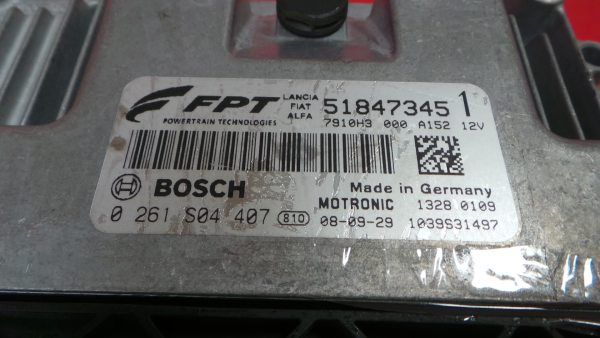 FPT
POWERTRAIN TECHNOLOGIES
LANCIA
FIAT
ALFA
51847345 1
7910H3 000 A152 12V
BOSCH
Made in Germany
MOTRONIC 1328 0109
0 261 S04 407 810 08-09-29 1039S31497